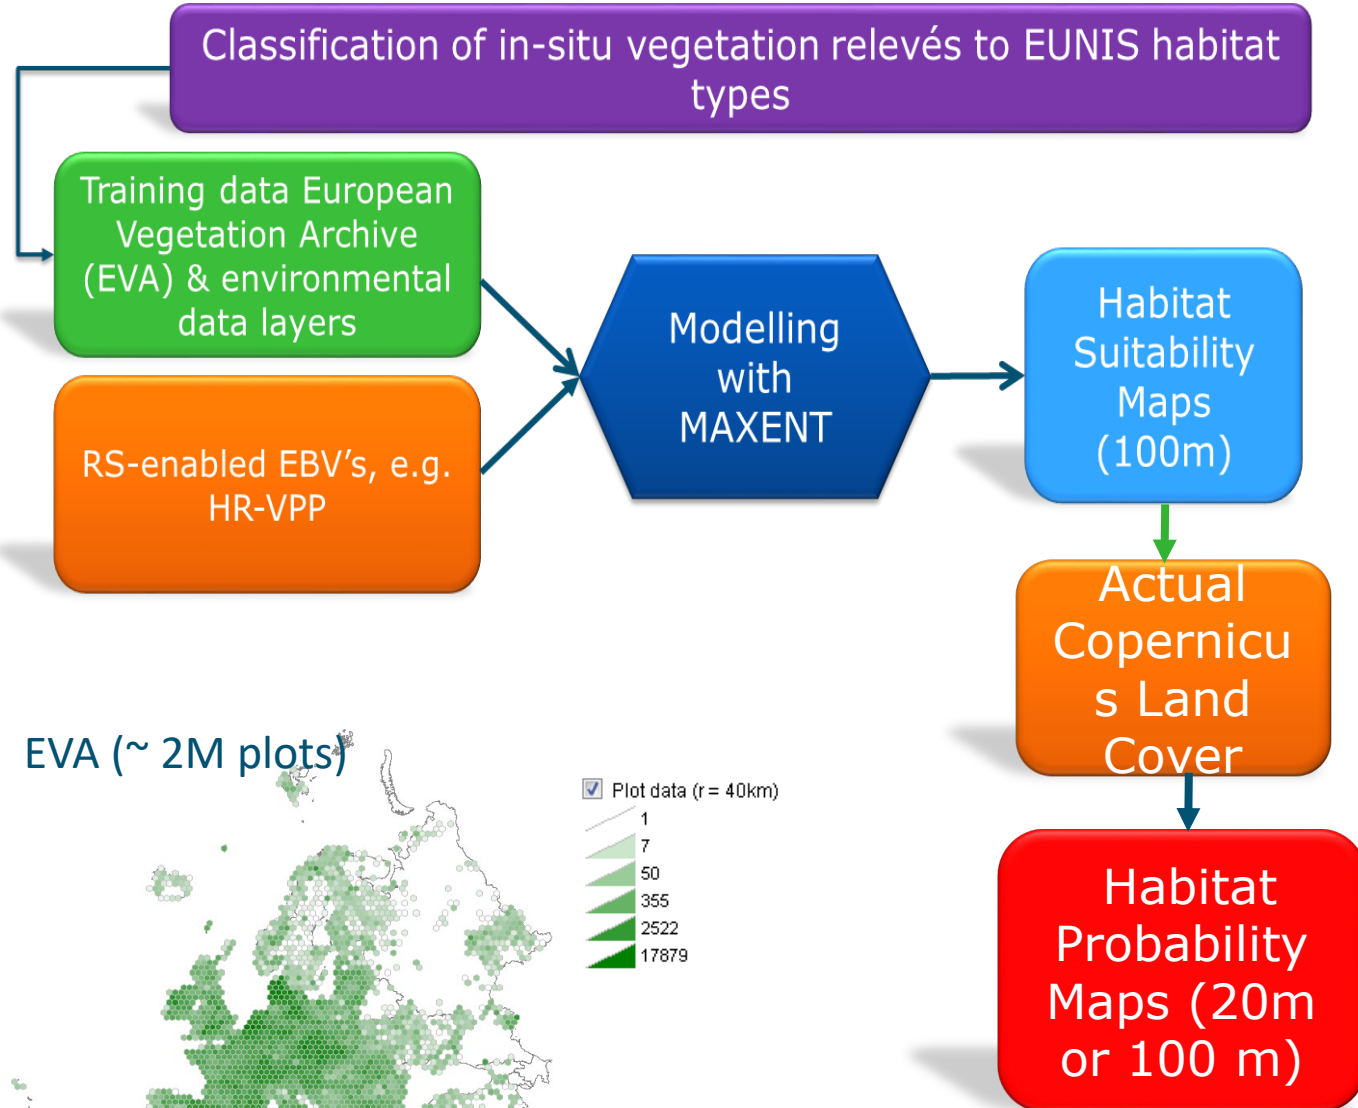 Classification of in-situ vegetation relevés to EUNIS habitat
types
Training data European
Vegetation Archive
(EVA) & environmental
data layers
RS-enabled EBV's, e.g.
HR-VPP
Modelling
with
MAXENT
Habitat
Suitability
Maps
(100m)
Actual
Copernicu
s Land
Cover
Habitat
Probability
Maps (20m
or 100 m)
EVA (~ 2M plots)
Plot data (r = 40km)
1
7
50
355
2522
17879